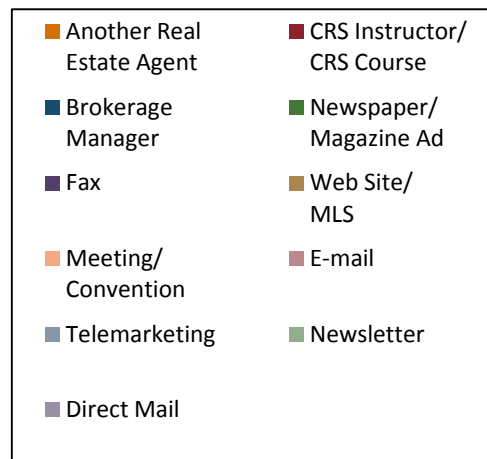 Another Real
Estate Agent
CRS Instructor/
CRS Course
Brokerage
Manager
Newspaper/
Magazine Ad
Fax
Web Site/
MLS
Meeting/
Convention
E-mail
Telemarketing
Newsletter
Direct Mail